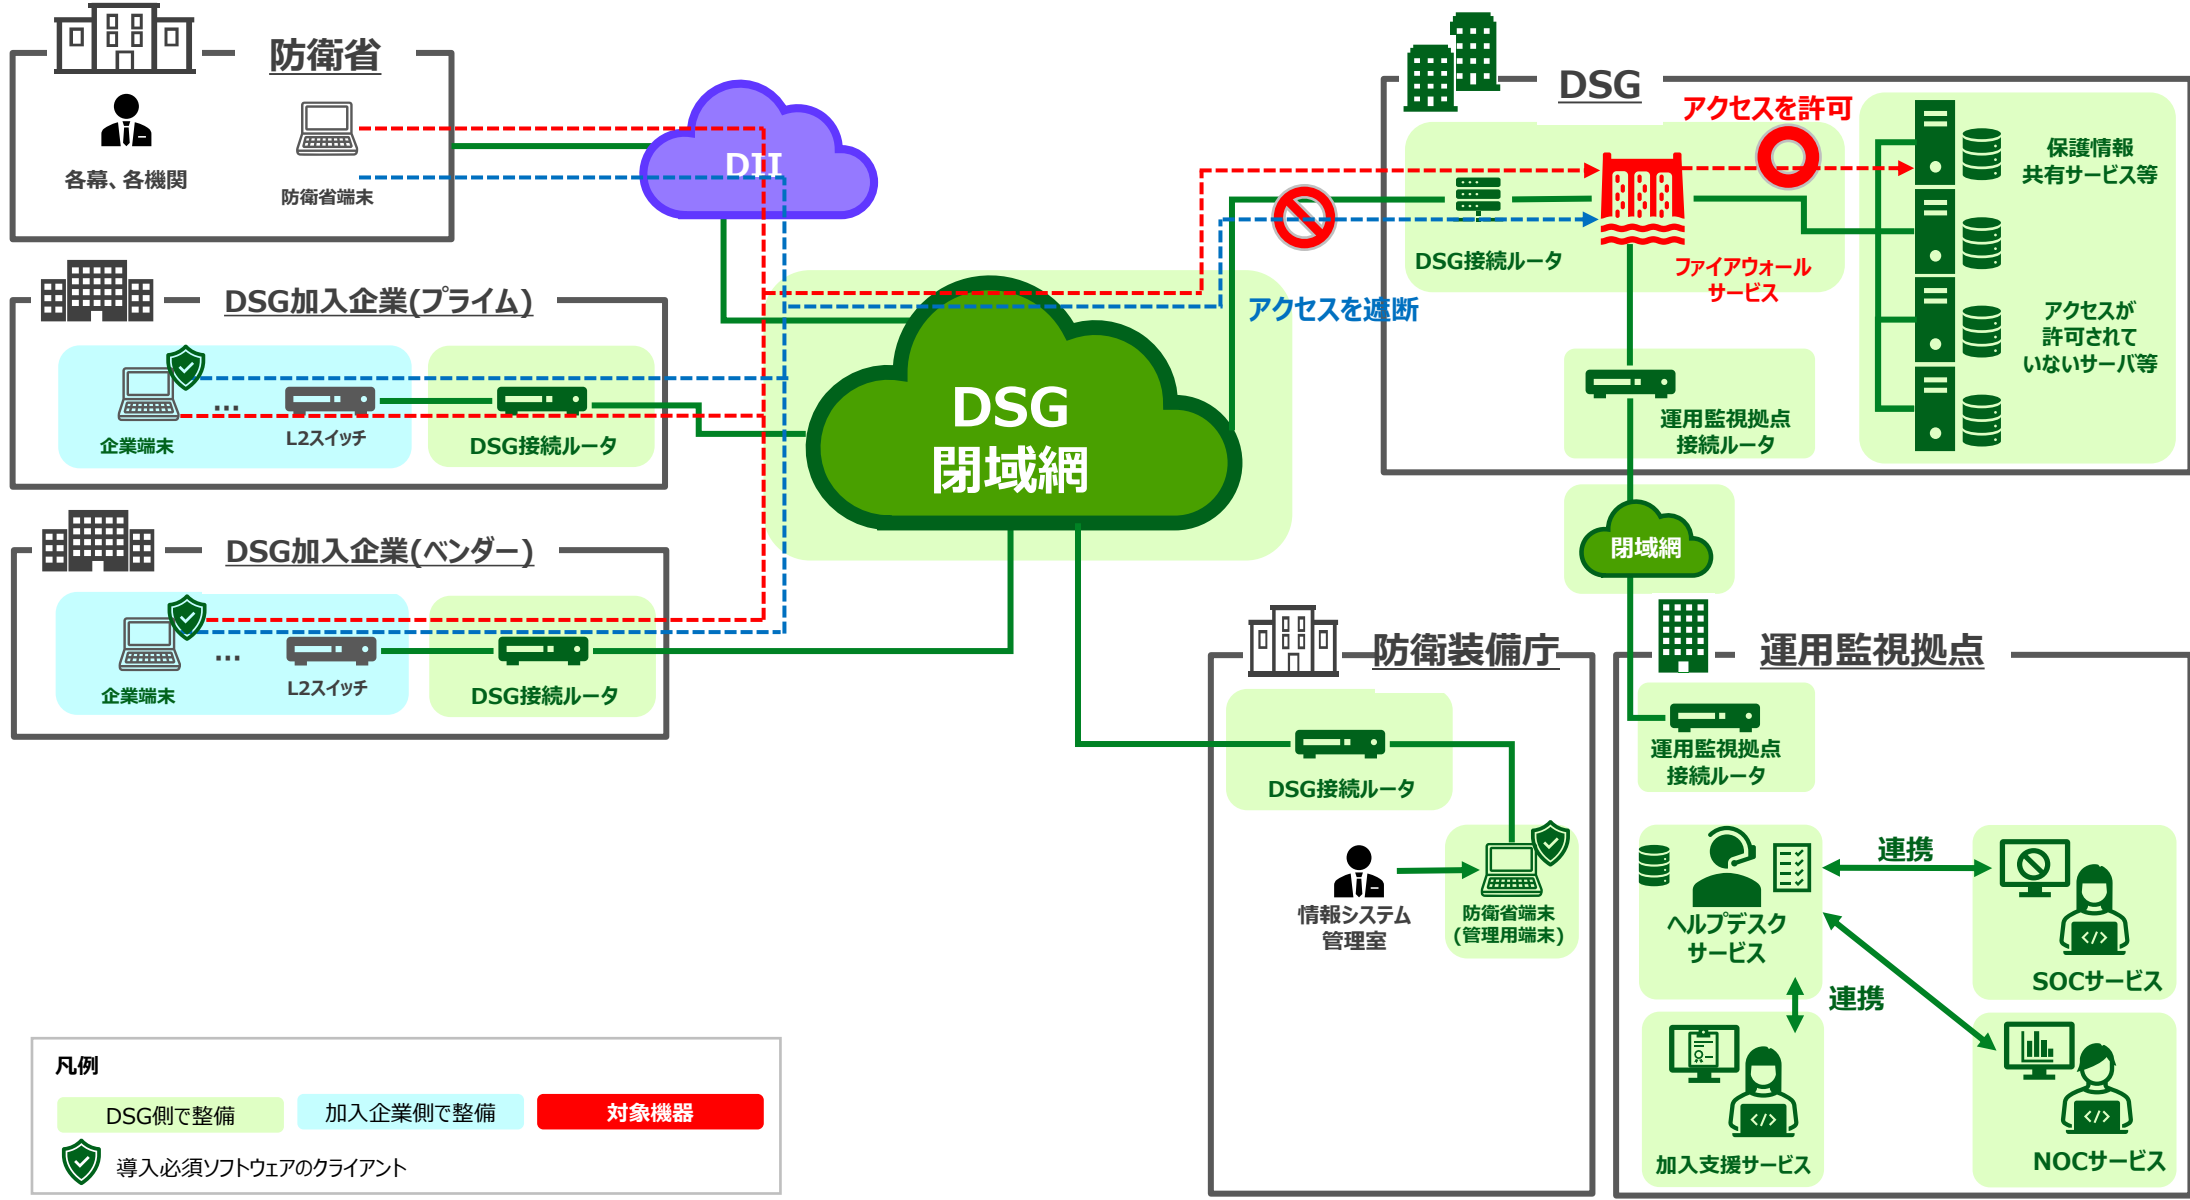 防衛省
各幕、各機関
防衛省端末
DII
DSG加入企業(プライム)
企業端末
...
L2スイッチ
DSG接続ルータ
DSG加入企業(ベンダー)
企業端末
...
L2スイッチ
DSG接続ルータ
DSG
閉域網
アクセスを遮断
DSG
アクセスを許可
DSG接続ルータ
ファイアウォール
サービス
保護情報
共有サービス等
アクセスが
許可されて
いないサーバ等
運用監視拠点
接続ルータ
閉域網
防衛装備庁
DSG接続ルータ
情報システム
管理室
防衛省端末
(管理用端末)
運用監視拠点
運用監視拠点
接続ルータ
ヘルプデスク
サービス
連携
SOCサービス
連携
加入支援サービス
NOCサービス
凡例
DSG側で整備
加入企業側で整備
対象機器
導入必須ソフトウェアのクライアント